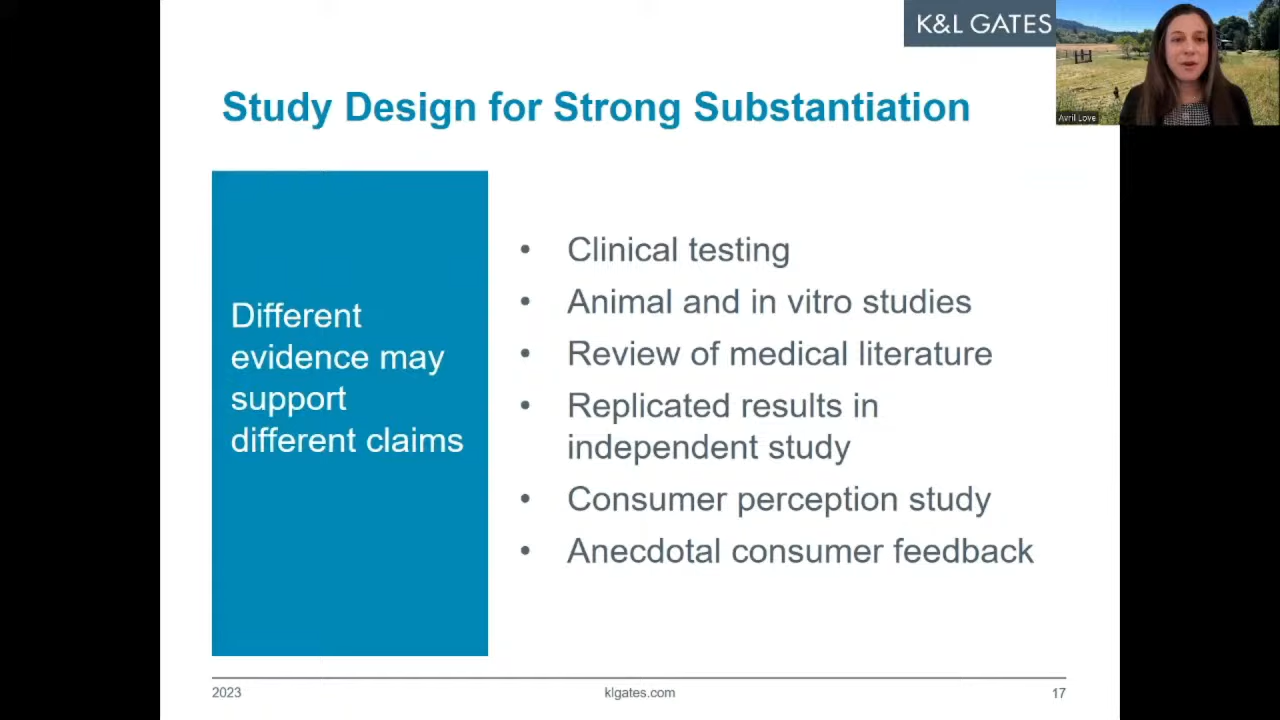 K&L GATES
Avril Love
Study Design for Strong Substantiation
Different
evidence may
support
different claims
• Clinical testing
• Animal and in vitro studies
• Review of medical literature
• Replicated results in
independent study
• Consumer perception study
• Anecdotal consumer feedback
2023
klgates.com
17